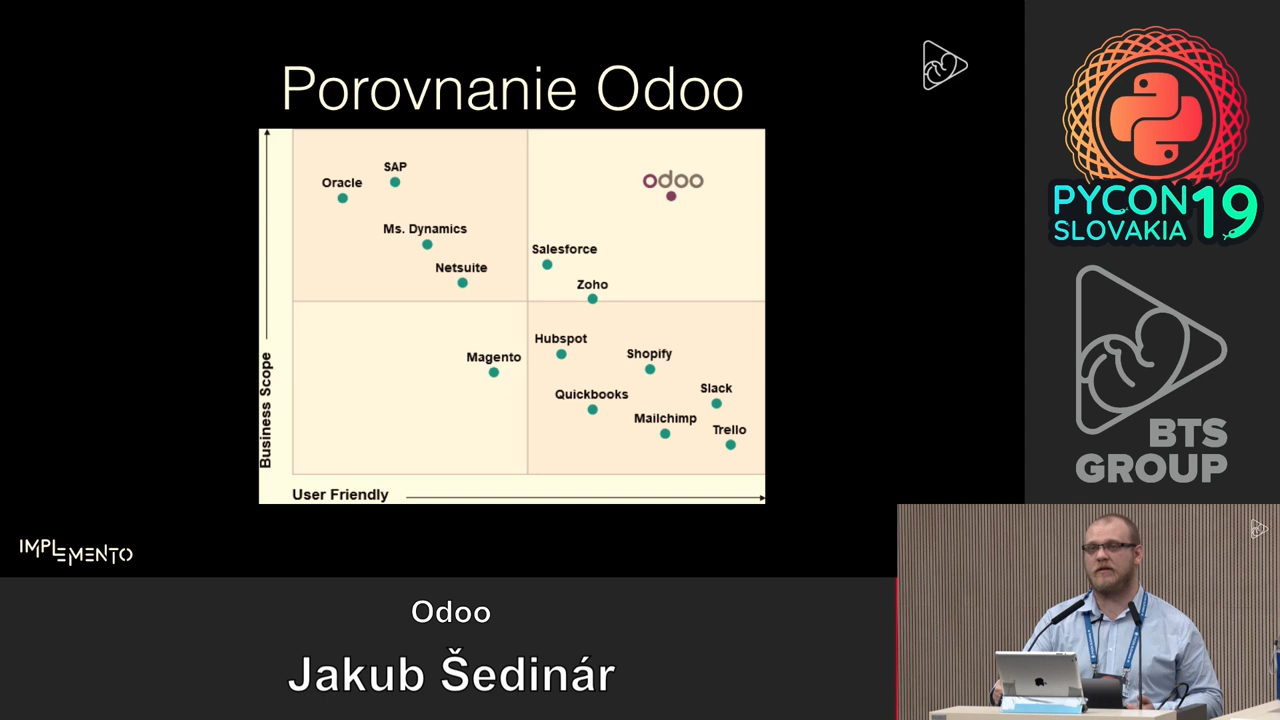 Porovnanie Odoo
SAP
Oracle
odoo
Ms. Dynamics
Salesforce
Netsuite
Zoho
Hubspot
Magento
Shopify
Slack
Quickbooks
Mailchimp
Trello
Business Scope
User Friendly
IMPLEMENTO
Odoo
Jakub Šedinár
PYCON 19
SLOVAKIA
BTS
GROUP